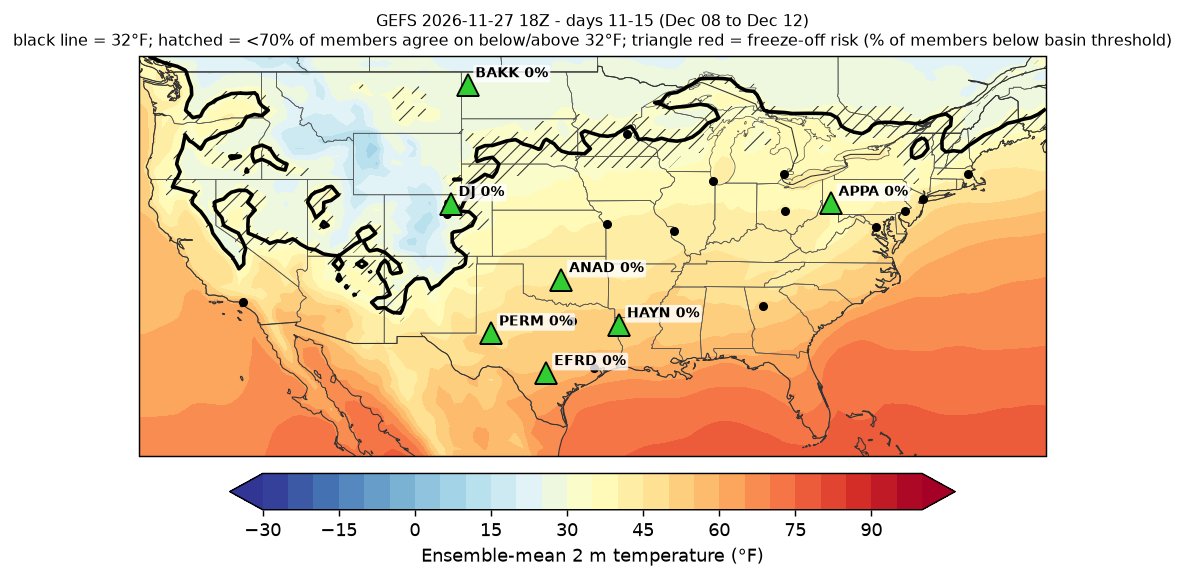 GEFS 2026-11-27 18Z - days 11-15 (Dec 08 to Dec 12)
black line = 32°F; hatched = <70% of members agree on below/above 32°F; triangle red = freeze-off risk (% of members below basin threshold)
BAKK 0%
DJ 0%
APPA 0%
ANAD 0%
HAYN 0%
PERM 0%
EFRD 0%
−30 −15 0 15 30 45 60 75 90
Ensemble-mean 2 m temperature (°F)